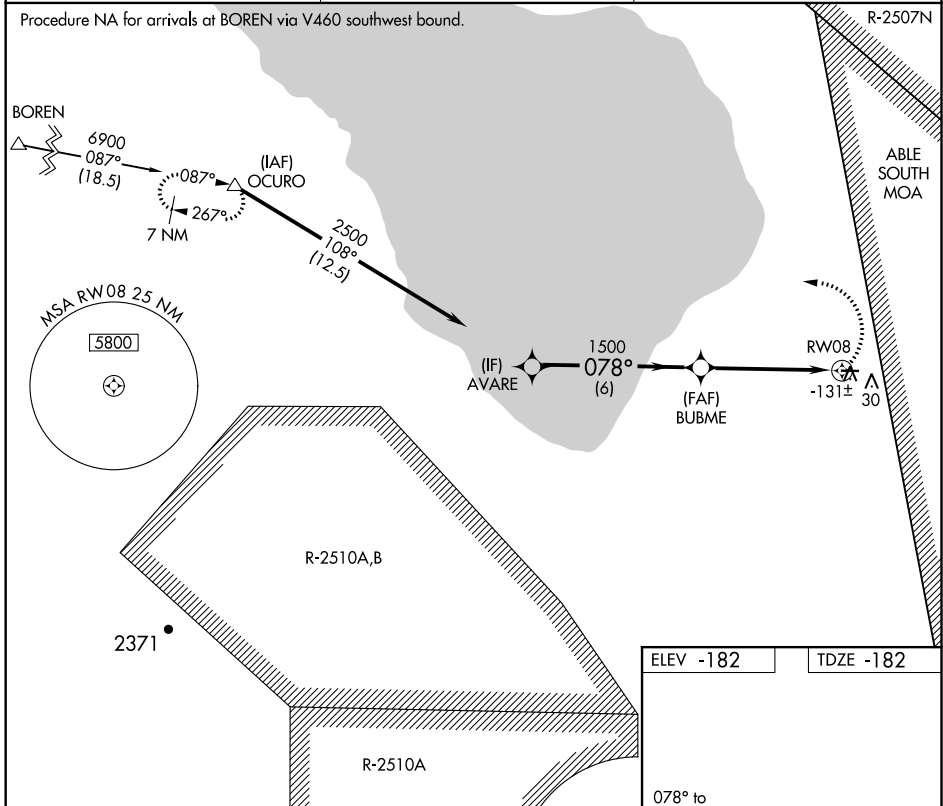 Procedure NA for arrivals at BOREN via V460 southwest bound.
R-2507N
BOREN
6900
087°
(18.5)
087°
267°
7 NM
(IAF)
OCURO
2500
108°
(12.5)
ABLE
SOUTH
MOA
MSA RW08 25 NM
5800
(IF)
AVARE
1500
078°
(6)
(FAF)
BUBME
RW08
-131±
30
R-2510A,B
2371
R-2510A
ELEV -182
TDZE -182
078° to